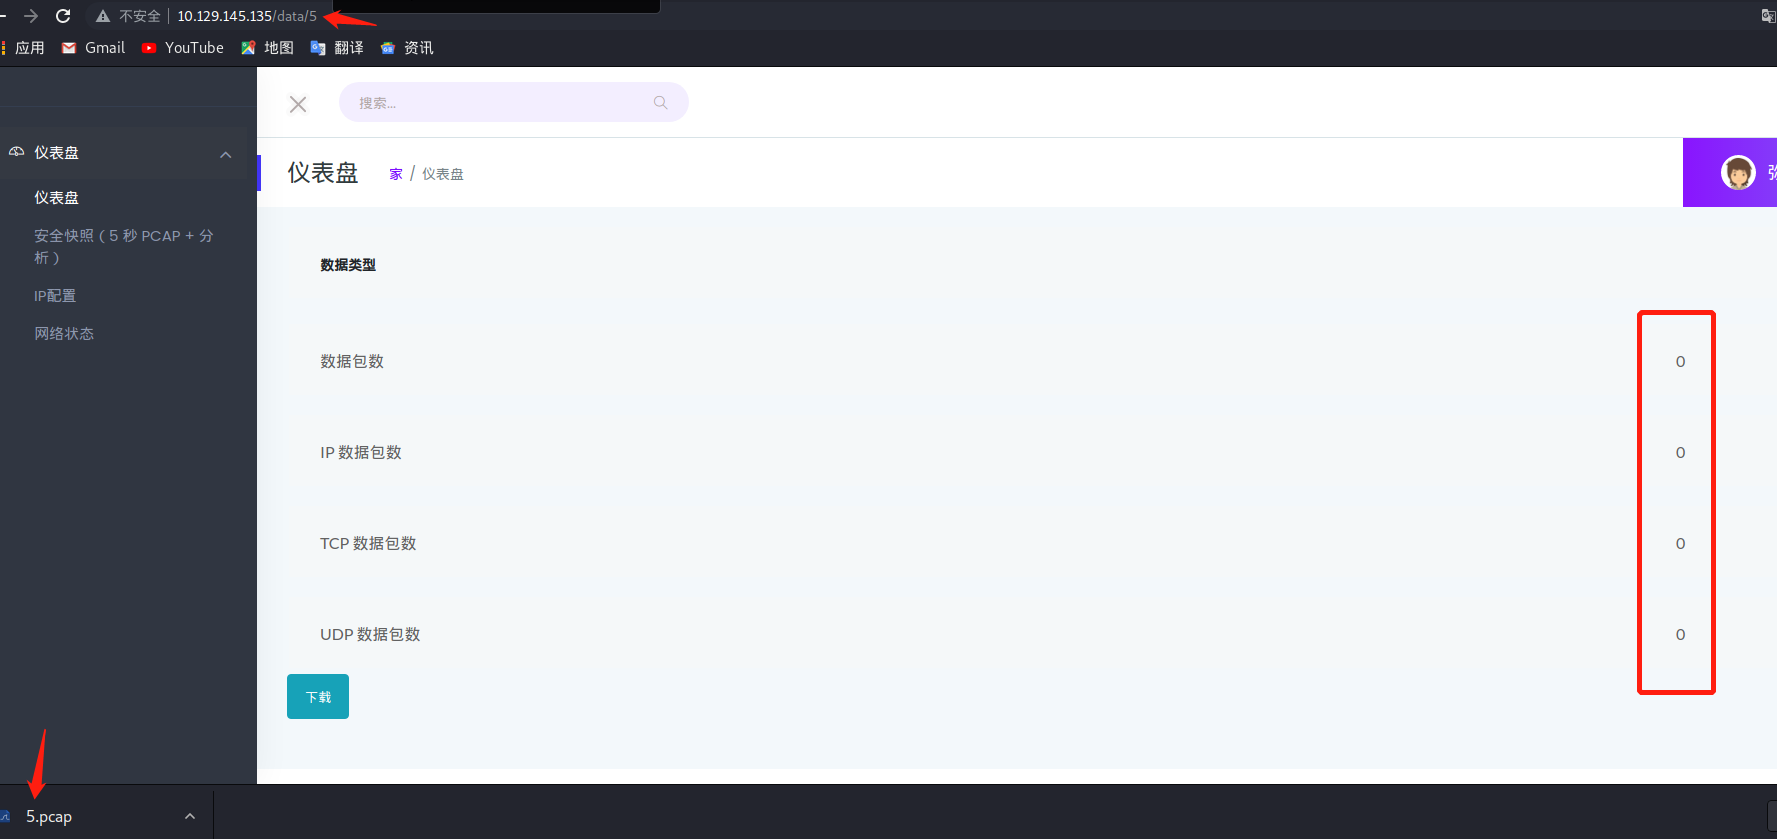 不安全 10.129.145.135/data/5
应用 Gmail YouTube 地图 翻译 资讯
搜索...
仪表盘
仪表盘
安全快照（5 秒 PCAP + 分
析）
IP配置
网络状态
仪表盘 家 / 仪表盘
数据类型
数据包数 0
IP 数据包数 0
TCP 数据包数 0
UDP 数据包数 0
下载
5.pcap